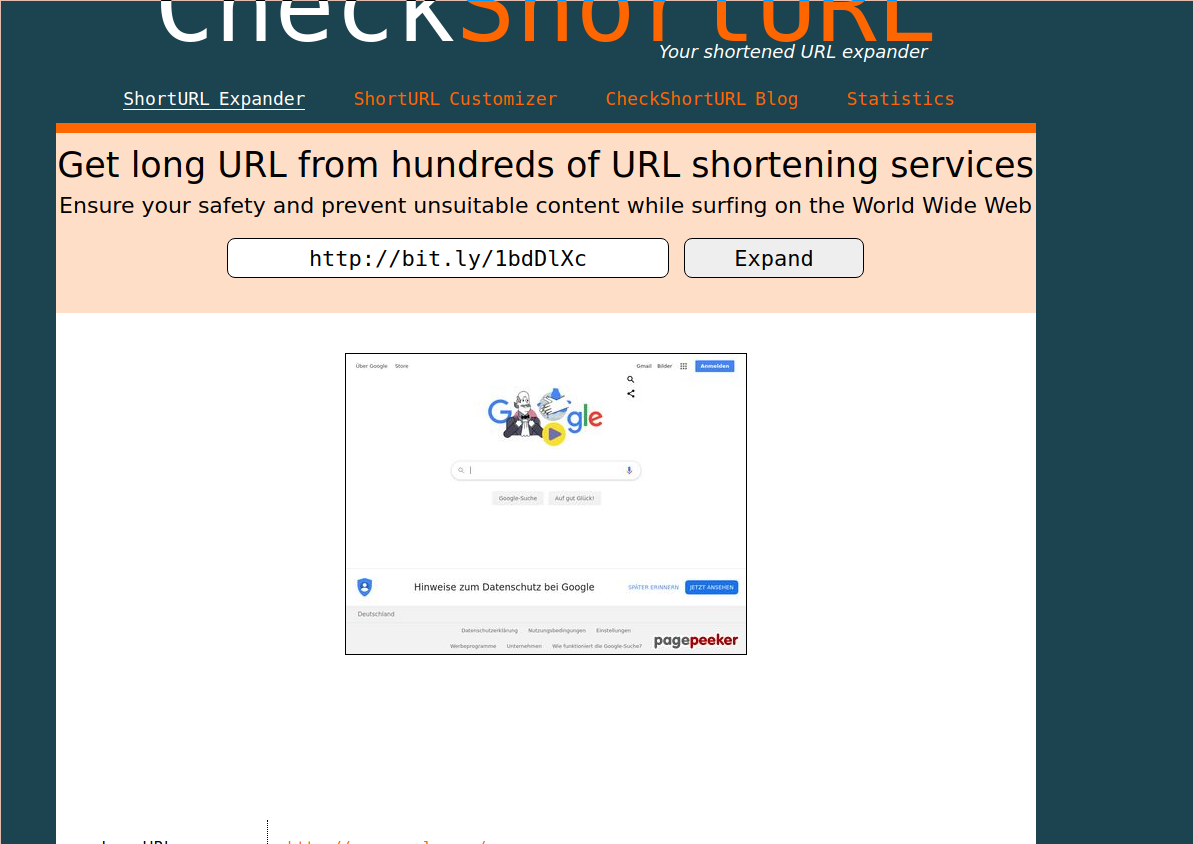 CheckShortURL
Your shortened URL expander
ShortURL Expander ShortURL Customizer CheckShortURL Blog Statistics
Get long URL from hundreds of URL shortening services
Ensure your safety and prevent unsuitable content while surfing on the World Wide Web
http://bit.ly/1bdDlXc Expand
Über Google Store Gmail Bilder Anmelden
Google
Google-Suche Auf gut Glück!
Hinweise zum Datenschutz bei Google SPÄTER ERINNERN JETZT ANSEHEN
Deutschland
Datenschutzerklärung Nutzungsbedingungen Einstellungen
Werbeprogramme Unternehmen Wie funktioniert die Google-Suche?
pagepeeker